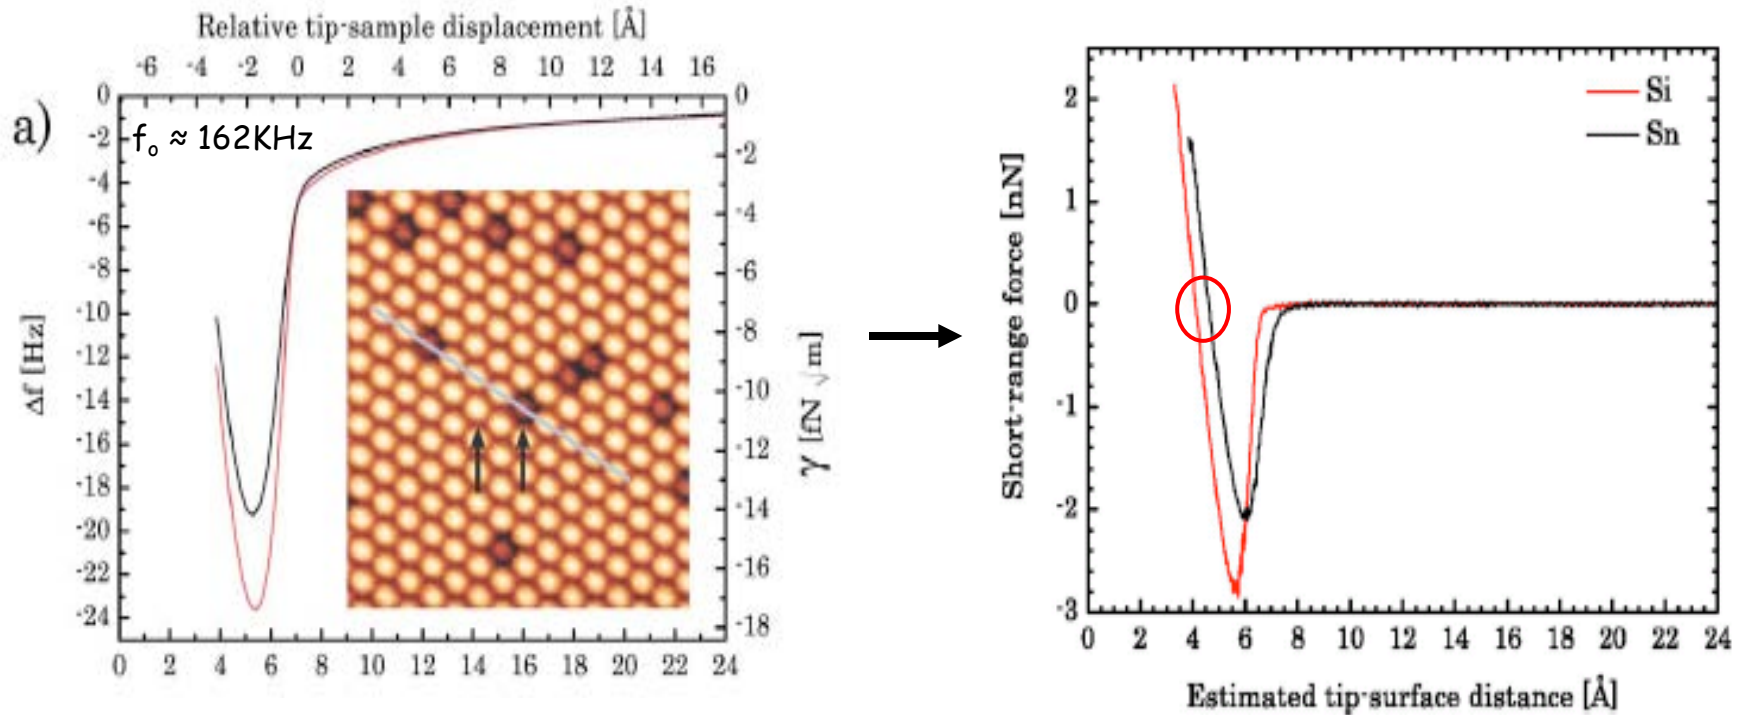 Relative tip-sample displacement [Å]
-6 -4 -2 0 2 4 6 8 10 12 14 16
a)
f₀ ≈ 162KHz
0
-2
-4
-6
-8
-10
-12
-14
-16
-18
-20
-22
-24
Δf [Hz]
0
-2
-4
-6
-8
-10
-12
-14
-16
-18
γ [fN √m]
0 2 4 6 8 10 12 14 16 18 20 22 24
Si
Sn
2
1
0
-1
-2
-3
Short-range force [nN]
0 2 4 6 8 10 12 14 16 18 20 22 24
Estimated tip-surface distance [Å]